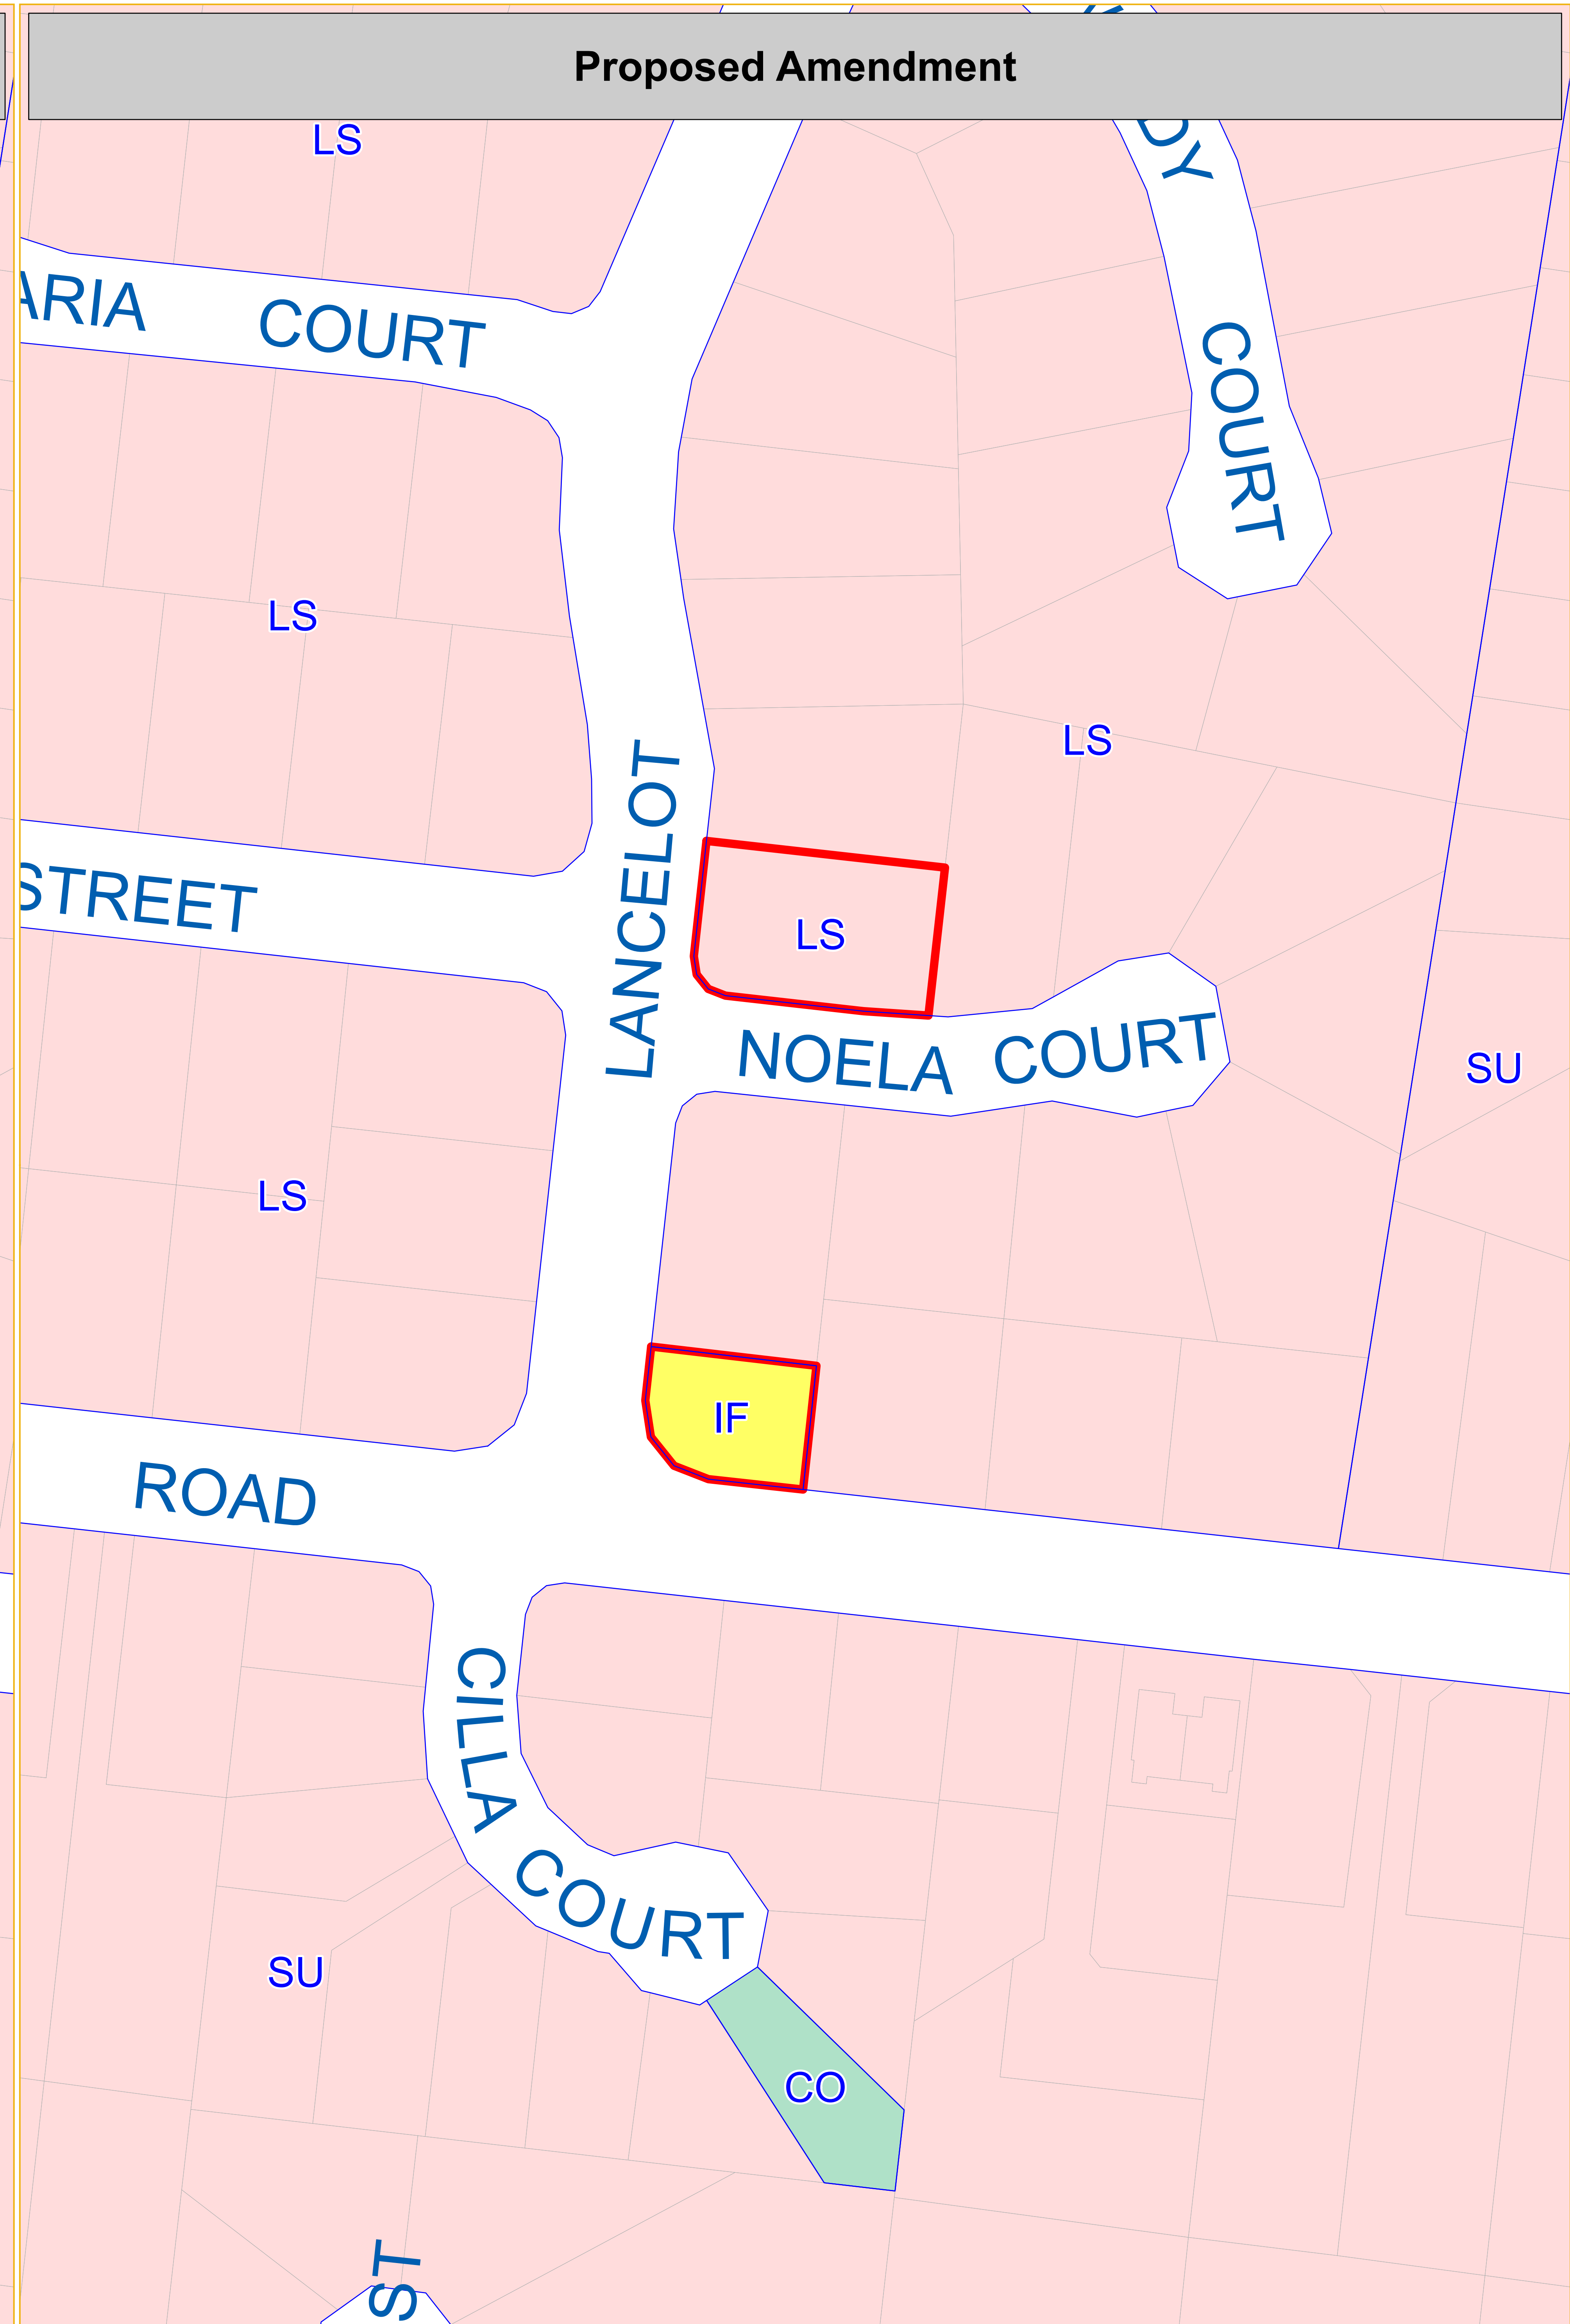 Proposed Amendment
LS
COURT
COURT
LS
LANCELOT
LS
STREET
LS
NOELA COURT
SU
LS
IF
ROAD
CILLA COURT
SU
CO
ST